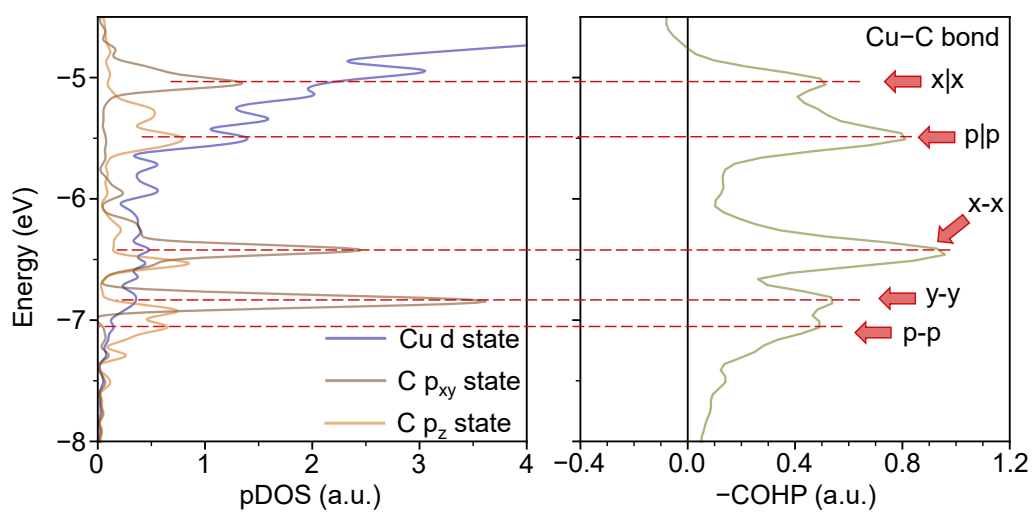 Energy (eV)
−5
−6
−7
−8
0
1
2
3
4
pDOS (a.u.)
Cu d state
C pxy state
C pz state
Cu−C bond
x|x
p|p
x-x
y-y
p-p
−0.4
0.0
0.4
0.8
1.2
−COHP (a.u.)